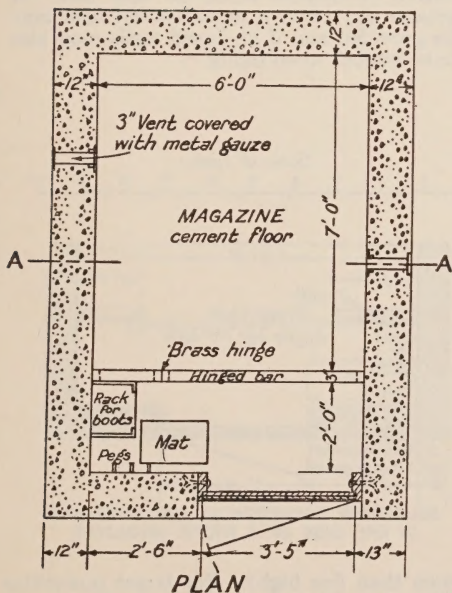 12"
12"
6'-0"
12"
3" Vent covered
with metal gauze
MAGAZINE
cement floor
7'-0"
A
A
Brass hinge
Hinged bar
3"
Rack
for
boots
Mat
Pegs
2'-0"
12"
2'-6"
3'-5"
13"
PLAN